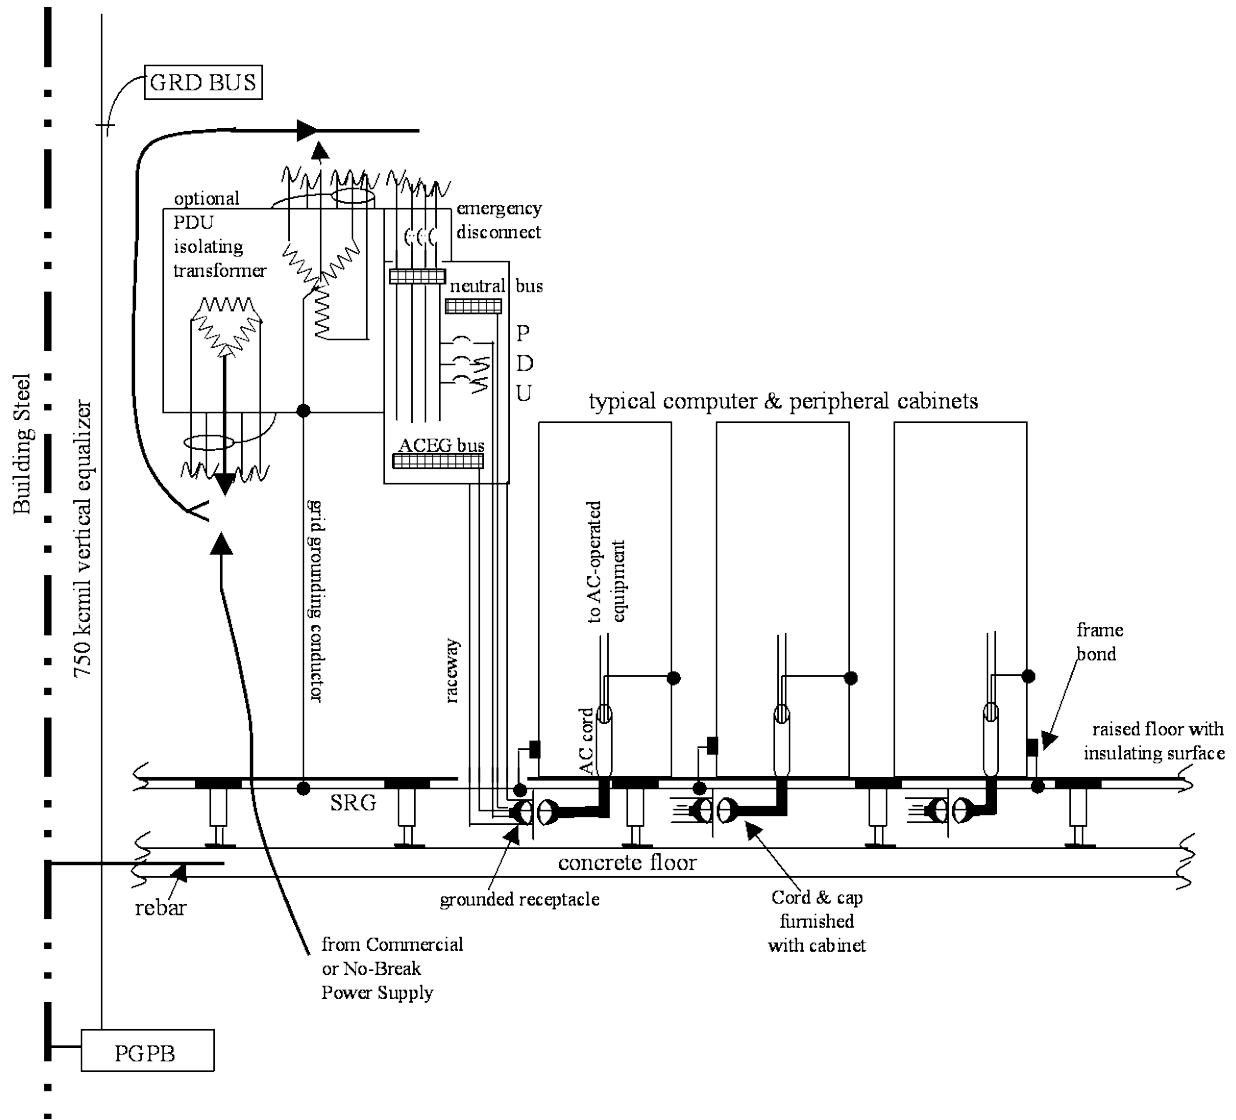 GRD BUS
optional
PDU
isolating
transformer
emergency
disconnect
neutral bus
P
D
U
ACEG bus
typical computer & peripheral cabinets
Building Steel
750 kcmil vertical equalizer
grid grounding conductor
raceway
to AC-operated
equipment
AC cord
frame
bond
raised floor with
insulating surface
SRG
concrete floor
rebar
grounded receptacle
Cord & cap
furnished
with cabinet
from Commercial
or No-Break
Power Supply
PGPB